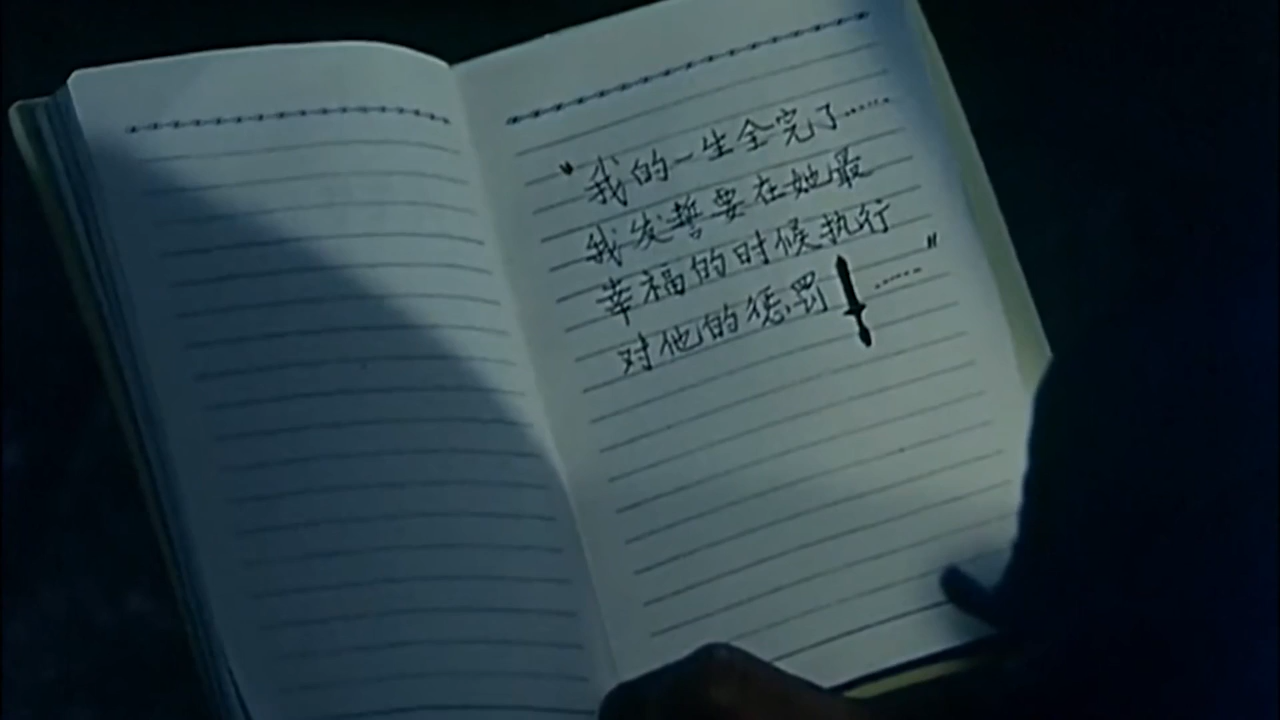 “我的一生全完了……
我发誓要在她最
幸福的时候执行
对他的惩罚……”